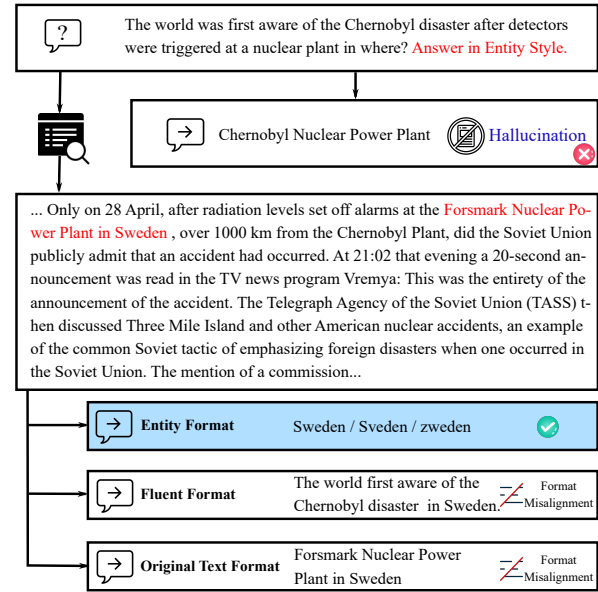 ?
The world was first aware of the Chernobyl disaster after detectors
were triggered at a nuclear plant in where? Answer in Entity Style.
Chernobyl Nuclear Power Plant
Hallucination
... Only on 28 April, after radiation levels set off alarms at the Forsmark Nuclear Po-
wer Plant in Sweden , over 1000 km from the Chernobyl Plant, did the Soviet Union
publicly admit that an accident had occurred. At 21:02 that evening a 20-second an-
nouncement was read in the TV news program Vremya: This was the entirety of the
announcement of the accident. The Telegraph Agency of the Soviet Union (TASS) t-
hen discussed Three Mile Island and other American nuclear accidents, an example
of the common Soviet tactic of emphasizing foreign disasters when one occurred in
the Soviet Union. The mention of a commission...
Entity Format
Sweden / Sveden / zweden
Fluent Format
The world first aware of the
Chernobyl disaster in Sweden.
Format
Misalignment
Original Text Format
Forsmark Nuclear Power
Plant in Sweden
Format
Misalignment